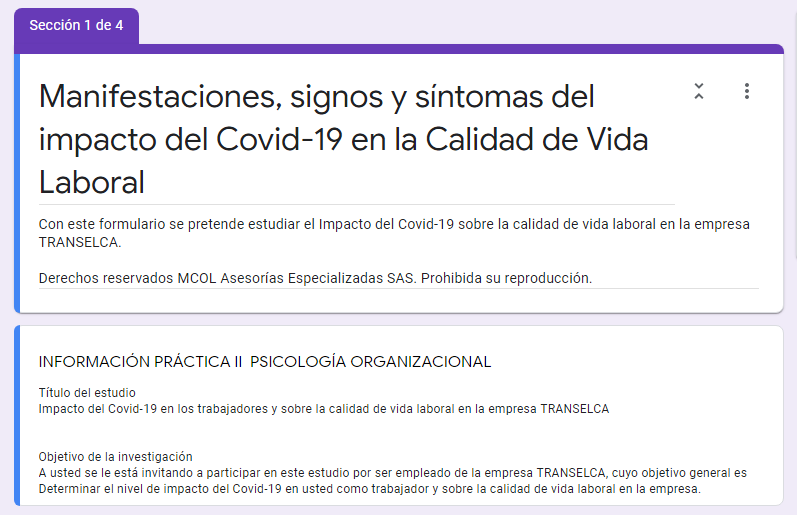 Sección 1 de 4
Manifestaciones, signos y síntomas del
impacto del Covid-19 en la Calidad de Vida
Laboral
Con este formulario se pretende estudiar el Impacto del Covid-19 sobre la calidad de vida laboral en la empresa
TRANSELCA.
Derechos reservados MCOL Asesorías Especializadas SAS. Prohibida su reproducción.
INFORMACIÓN PRÁCTICA II  PSICOLOGÍA ORGANIZACIONAL
Título del estudio
Impacto del Covid-19 en los trabajadores y sobre la calidad de vida laboral en la empresa TRANSELCA
Objetivo de la investigación
A usted se le está invitando a participar en este estudio por ser empleado de la empresa TRANSELCA, cuyo objetivo general es
Determinar el nivel de impacto del Covid-19 en usted como trabajador y sobre la calidad de vida laboral en la empresa.